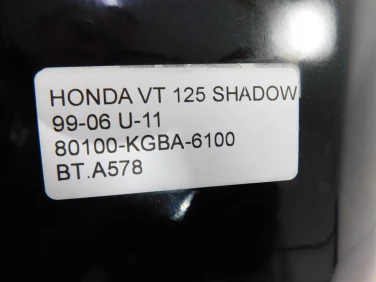 HONDA VT 125 SHADOW
99-06 U-11
80100-KGBA-6100
BT.A578